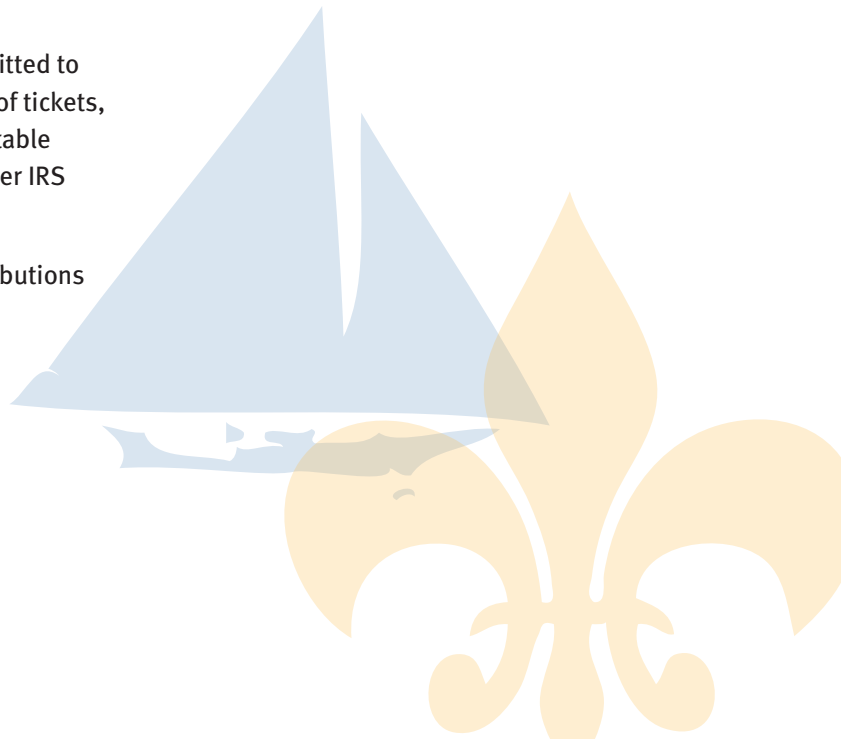 itted to
of tickets,
table
er IRS
butions